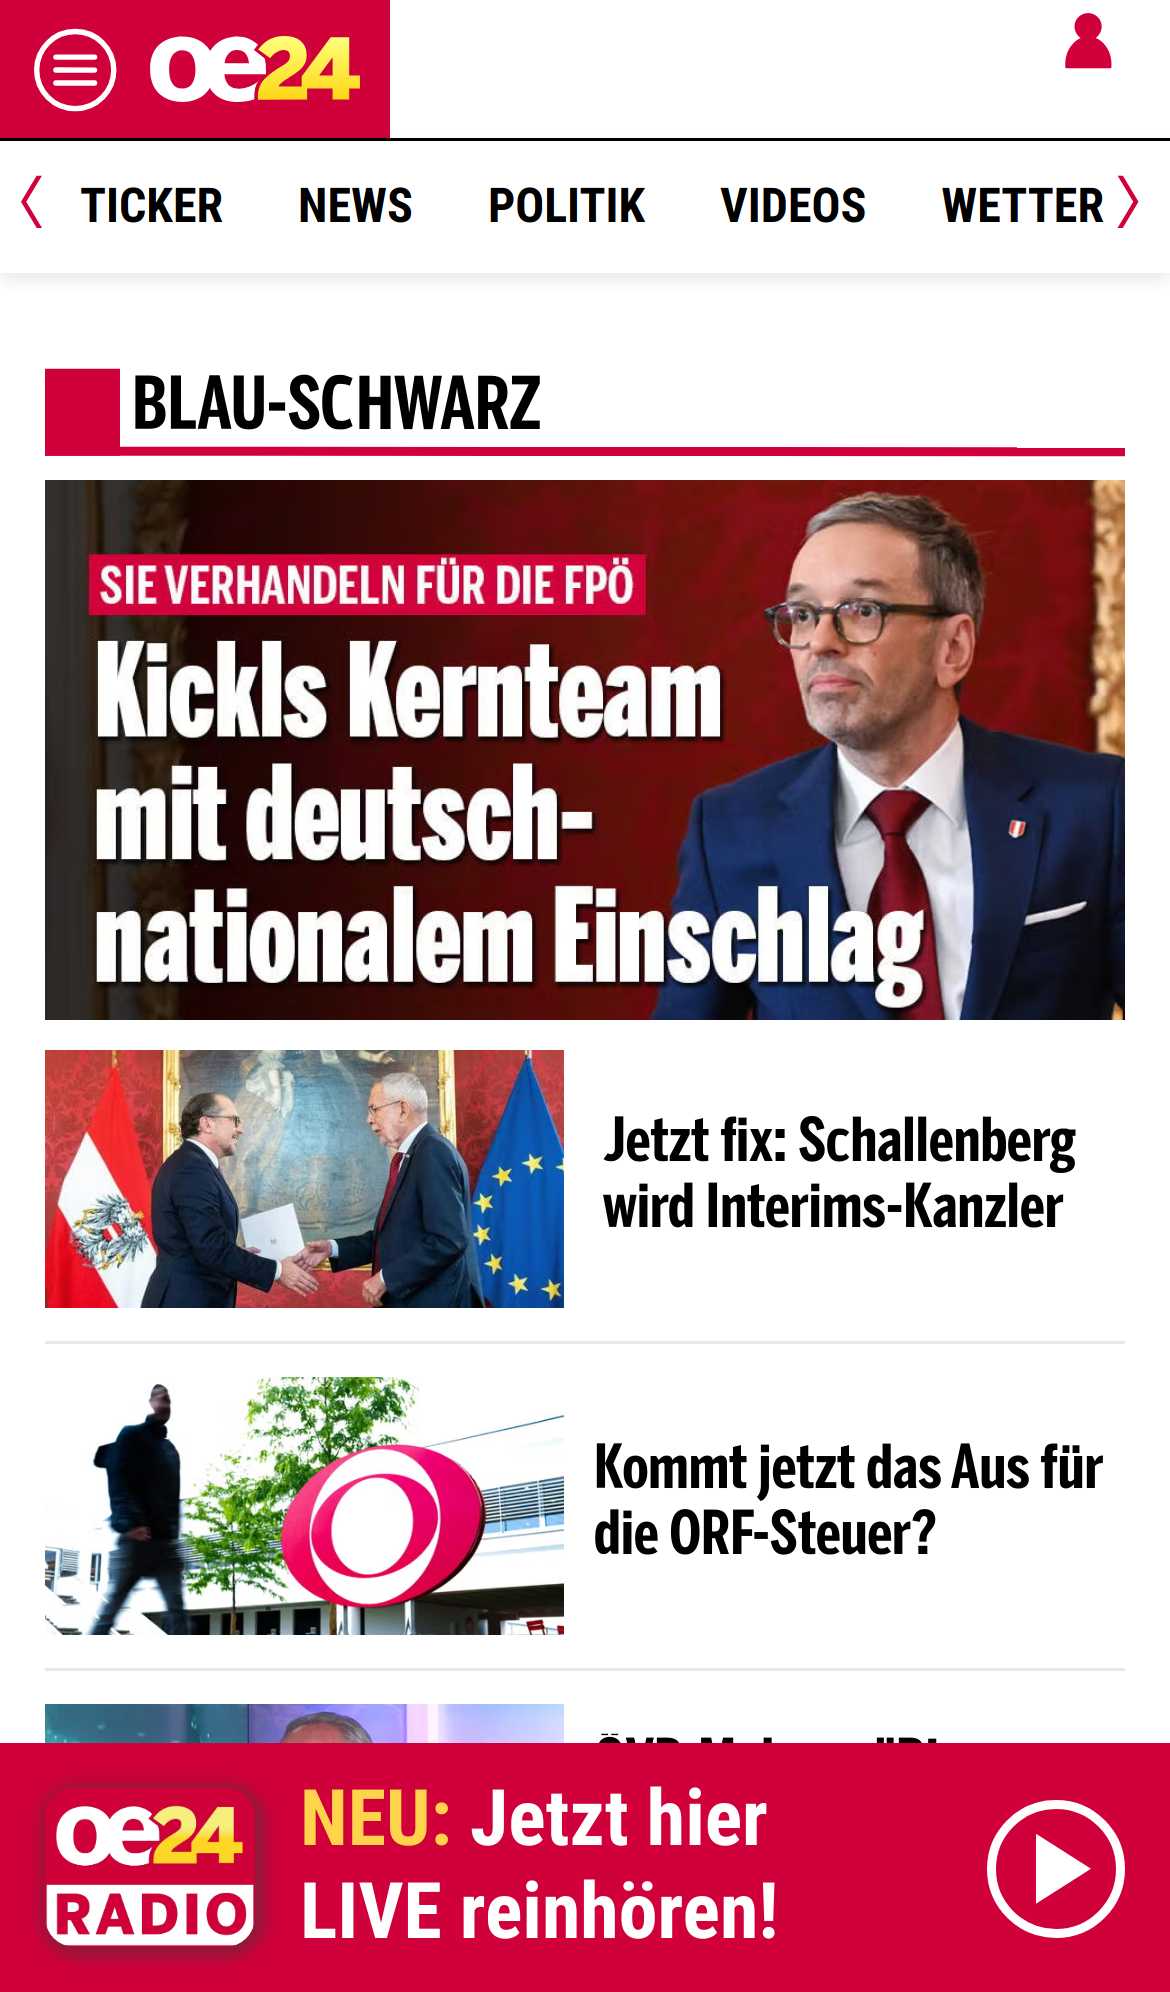 oe24
TICKER NEWS POLITIK VIDEOS WETTER
BLAU-SCHWARZ
SIE VERHANDELN FÜR DIE FPÖ
Kickls Kernteam
mit deutsch-
nationalem Einschlag
Jetzt fix: Schallenberg
wird Interims-Kanzler
Kommt jetzt das Aus für
die ORF-Steuer?
oe24
RADIO
NEU: Jetzt hier
LIVE reinhören!